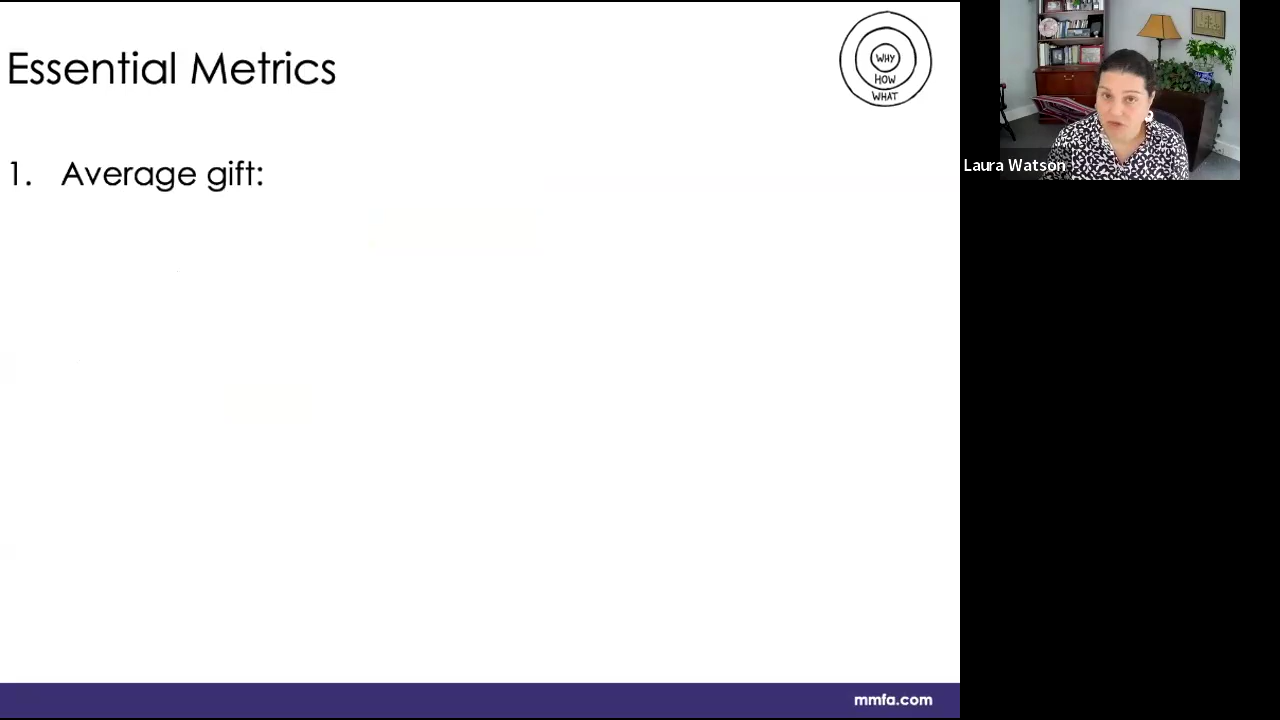 Essential Metrics
WHY
HOW
WHAT
1. Average gift:
Laura Watson
mmfa.com